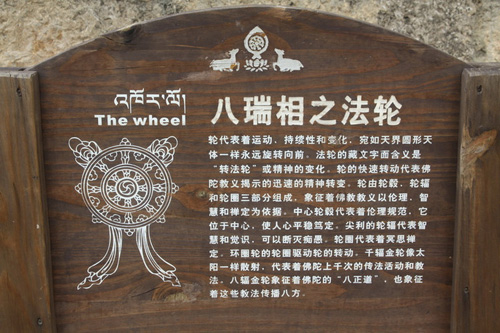 འཁོར་ལོ།
The wheel
八瑞相之法轮
轮代表着运动、持续性和变化，宛如天界圆形天
体一样永远旋转向前。法轮的藏文字面含义是
“转法轮”或精神的变化。轮的快速转动代表佛
陀教义揭示的迅速的精神转变。轮由轮毂、轮辐
和轮圈三部分组成，象征着佛教教义以伦理、智
慧和禅定为依据。中心轮毂代表着伦理规范，它
位于中心，使人心平稳笃定。尖利的轮辐代表智
慧和觉识，可以断灭痴愚。轮圈代表着冥思禅
定，环圈轮的轮圈驱动轮的转动。千辐金轮像太
阳一样散射，代表着佛陀上千次的传法活动和教
法。八辐金轮象征着佛陀的“八正道”，也象征
着这些教法传播八方。